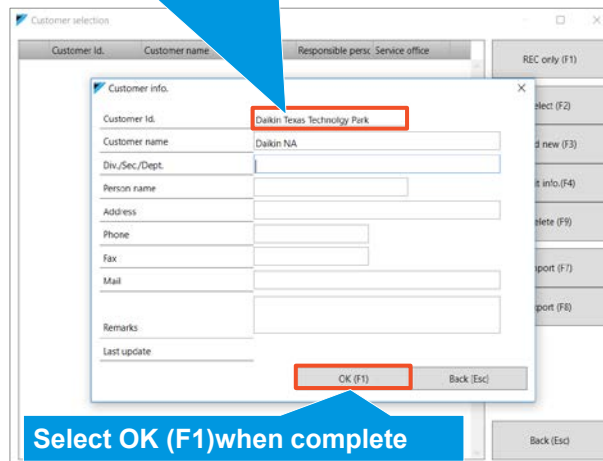 Customer selection
Customer Id. Customer name Responsible persc Service office
REC only (F1)
Customer info.
elect (F2)
Customer Id. Daikin Texas Technolgy Park
Customer name Daikin NA
d new (F3)
Div./Sec./Dept.
it info.(F4)
Person name
Address
elete (F9)
Phone
Fax
port (F7)
Mail
port (F8)
Remarks
Last update
OK (F1) Back (Esc)
Select OK (F1)when complete
Back (Esc)